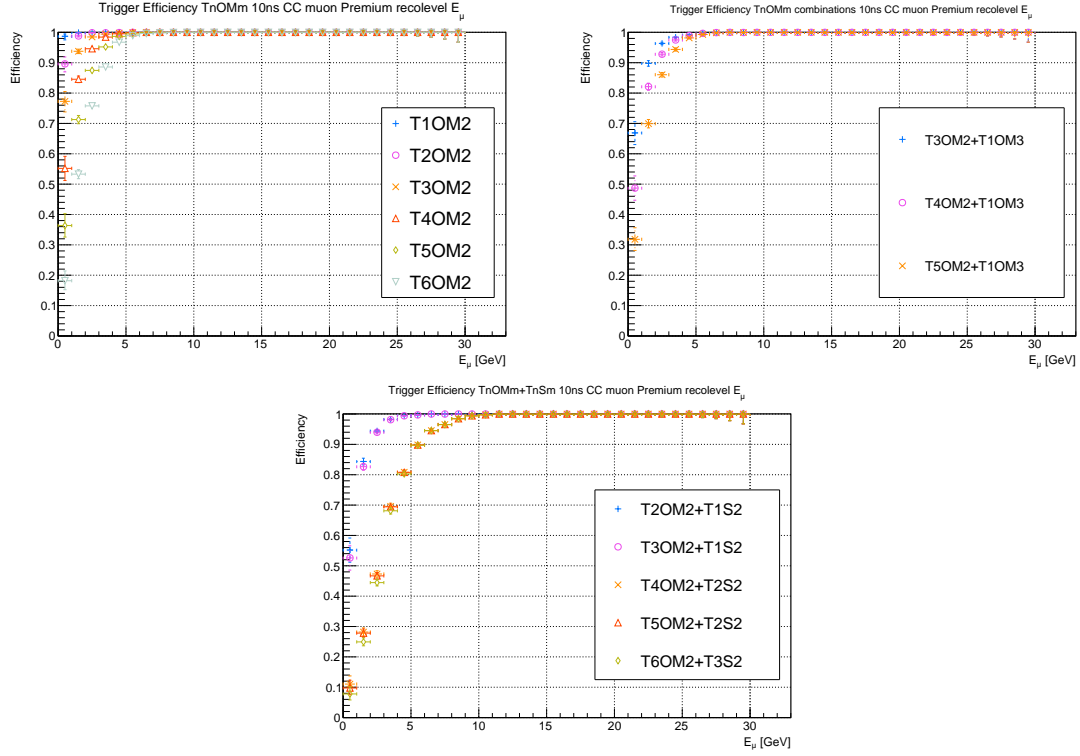 Trigger Efficiency TnOMm 10ns CC muon Premium recolevel E_μ
Efficiency
1
0.9
0.8
0.7
0.6
0.5
0.4
0.3
0.2
0.1
0
T1OM2
T2OM2
T3OM2
T4OM2
T5OM2
T6OM2
0 5 10 15 20 25 30
E_μ [GeV]
Trigger Efficiency TnOMm combinations 10ns CC muon Premium recolevel E_μ
Efficiency
1
0.9
0.8
0.7
0.6
0.5
0.4
0.3
0.2
0.1
0
T3OM2+T1OM3
T4OM2+T1OM3
T5OM2+T1OM3
0 5 10 15 20 25 30
E_μ [GeV]
Trigger Efficiency TnOMm+TnSm 10ns CC muon Premium recolevel E_μ
Efficiency
1
0.9
0.8
0.7
0.6
0.5
0.4
0.3
0.2
0.1
0
T2OM2+T1S2
T3OM2+T1S2
T4OM2+T2S2
T5OM2+T2S2
T6OM2+T3S2
0 5 10 15 20 25 30
E_μ [GeV]